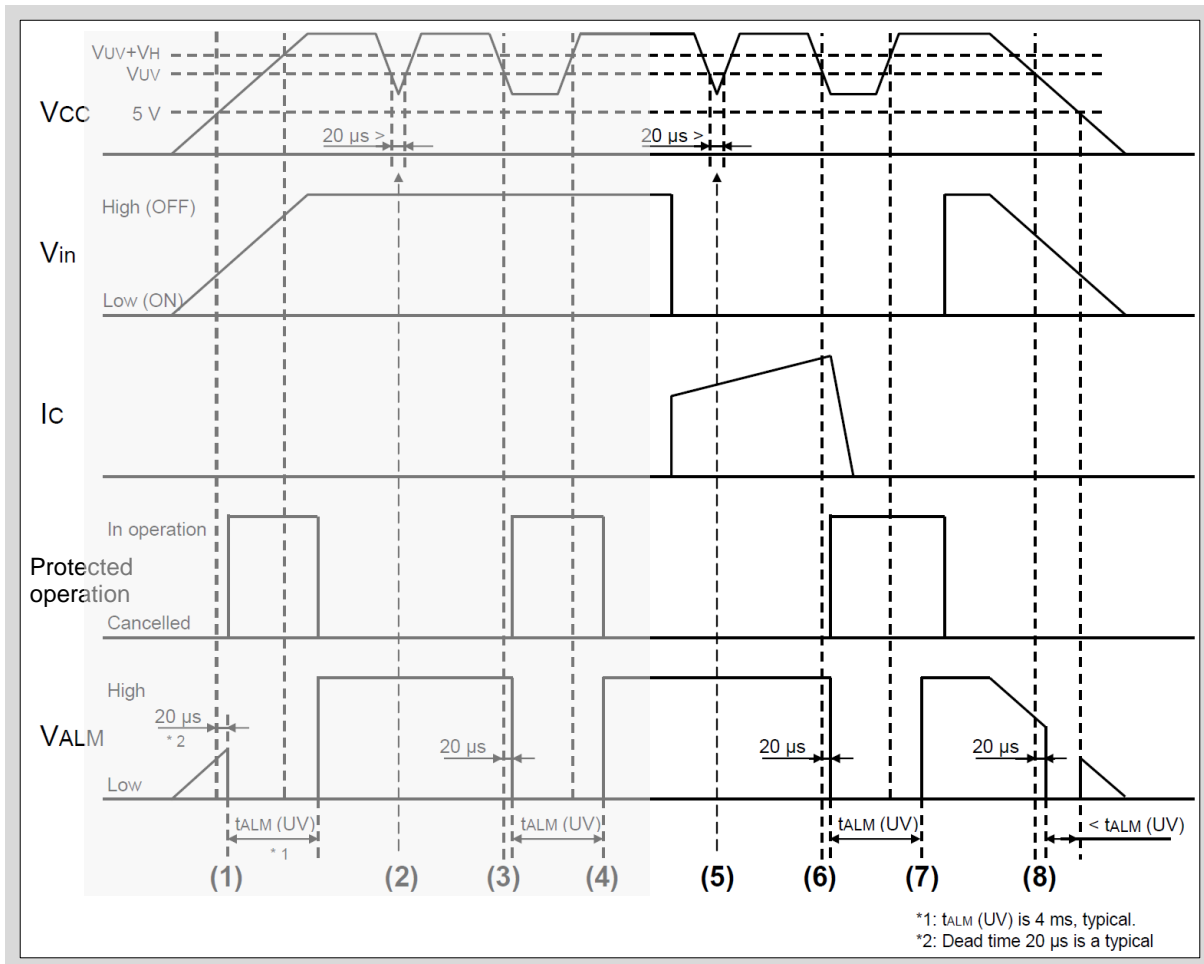 VUV+VH
VUV
VCC
5 V
20 µs >
20 µs >
High (OFF)
Vin
Low (ON)
IC
In operation
Protected
operation
Cancelled
High
20 µs
*2
VALM
20 µs
20 µs
20 µs
Low
tALM (UV)
*1
tALM (UV)
tALM (UV)
< tALM (UV)
(1)
(2)
(3)
(4)
(5)
(6)
(7)
(8)
*1: tALM (UV) is 4 ms, typical.
*2: Dead time 20 µs is a typical